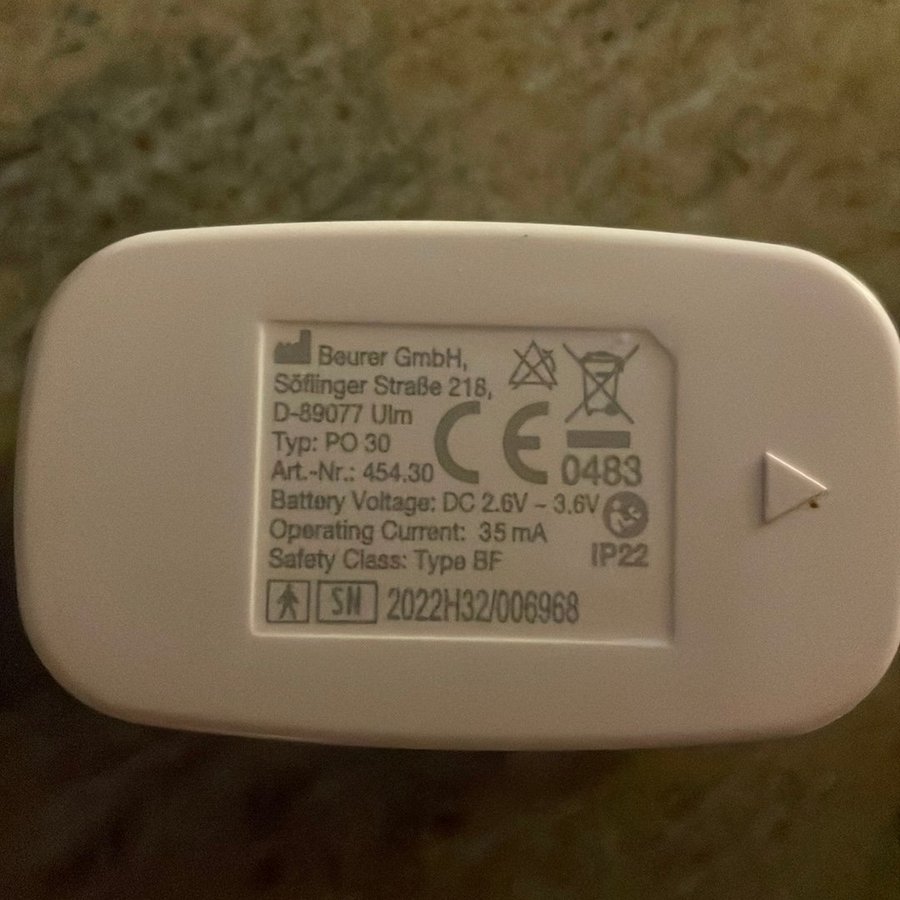 Beurer GmbH,
Söflinger Straße 218,
D-89077 Ulm
Typ: PO 30
Art.-Nr.: 454.30
CE 0483
Battery Voltage: DC 2.6V ~ 3.6V
Operating Current: 35 mA
Safety Class: Type BF
IP22
SN 2022H32/006968